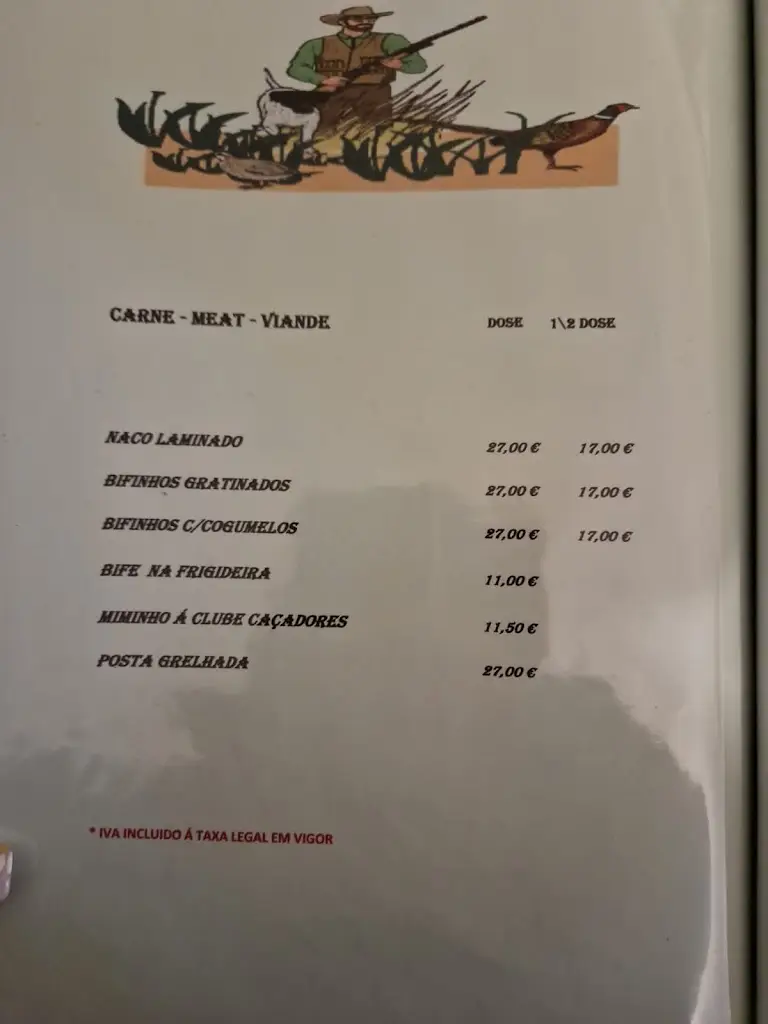 CARNE - MEAT - VIANDE DOSE 1\2 DOSE
NACO LAMINADO 27,00 € 17,00 €
BIFINHOS GRATINADOS 27,00 € 17,00 €
BIFINHOS C/COGUMELOS 27,00 € 17,00 €
BIFE NA FRIGIDEIRA 11,00 €
MIMINHO Á CLUBE CAÇADORES 11,50 €
POSTA GRELHADA 27,00 €
* IVA INCLUIDO Á TAXA LEGAL EM VIGOR